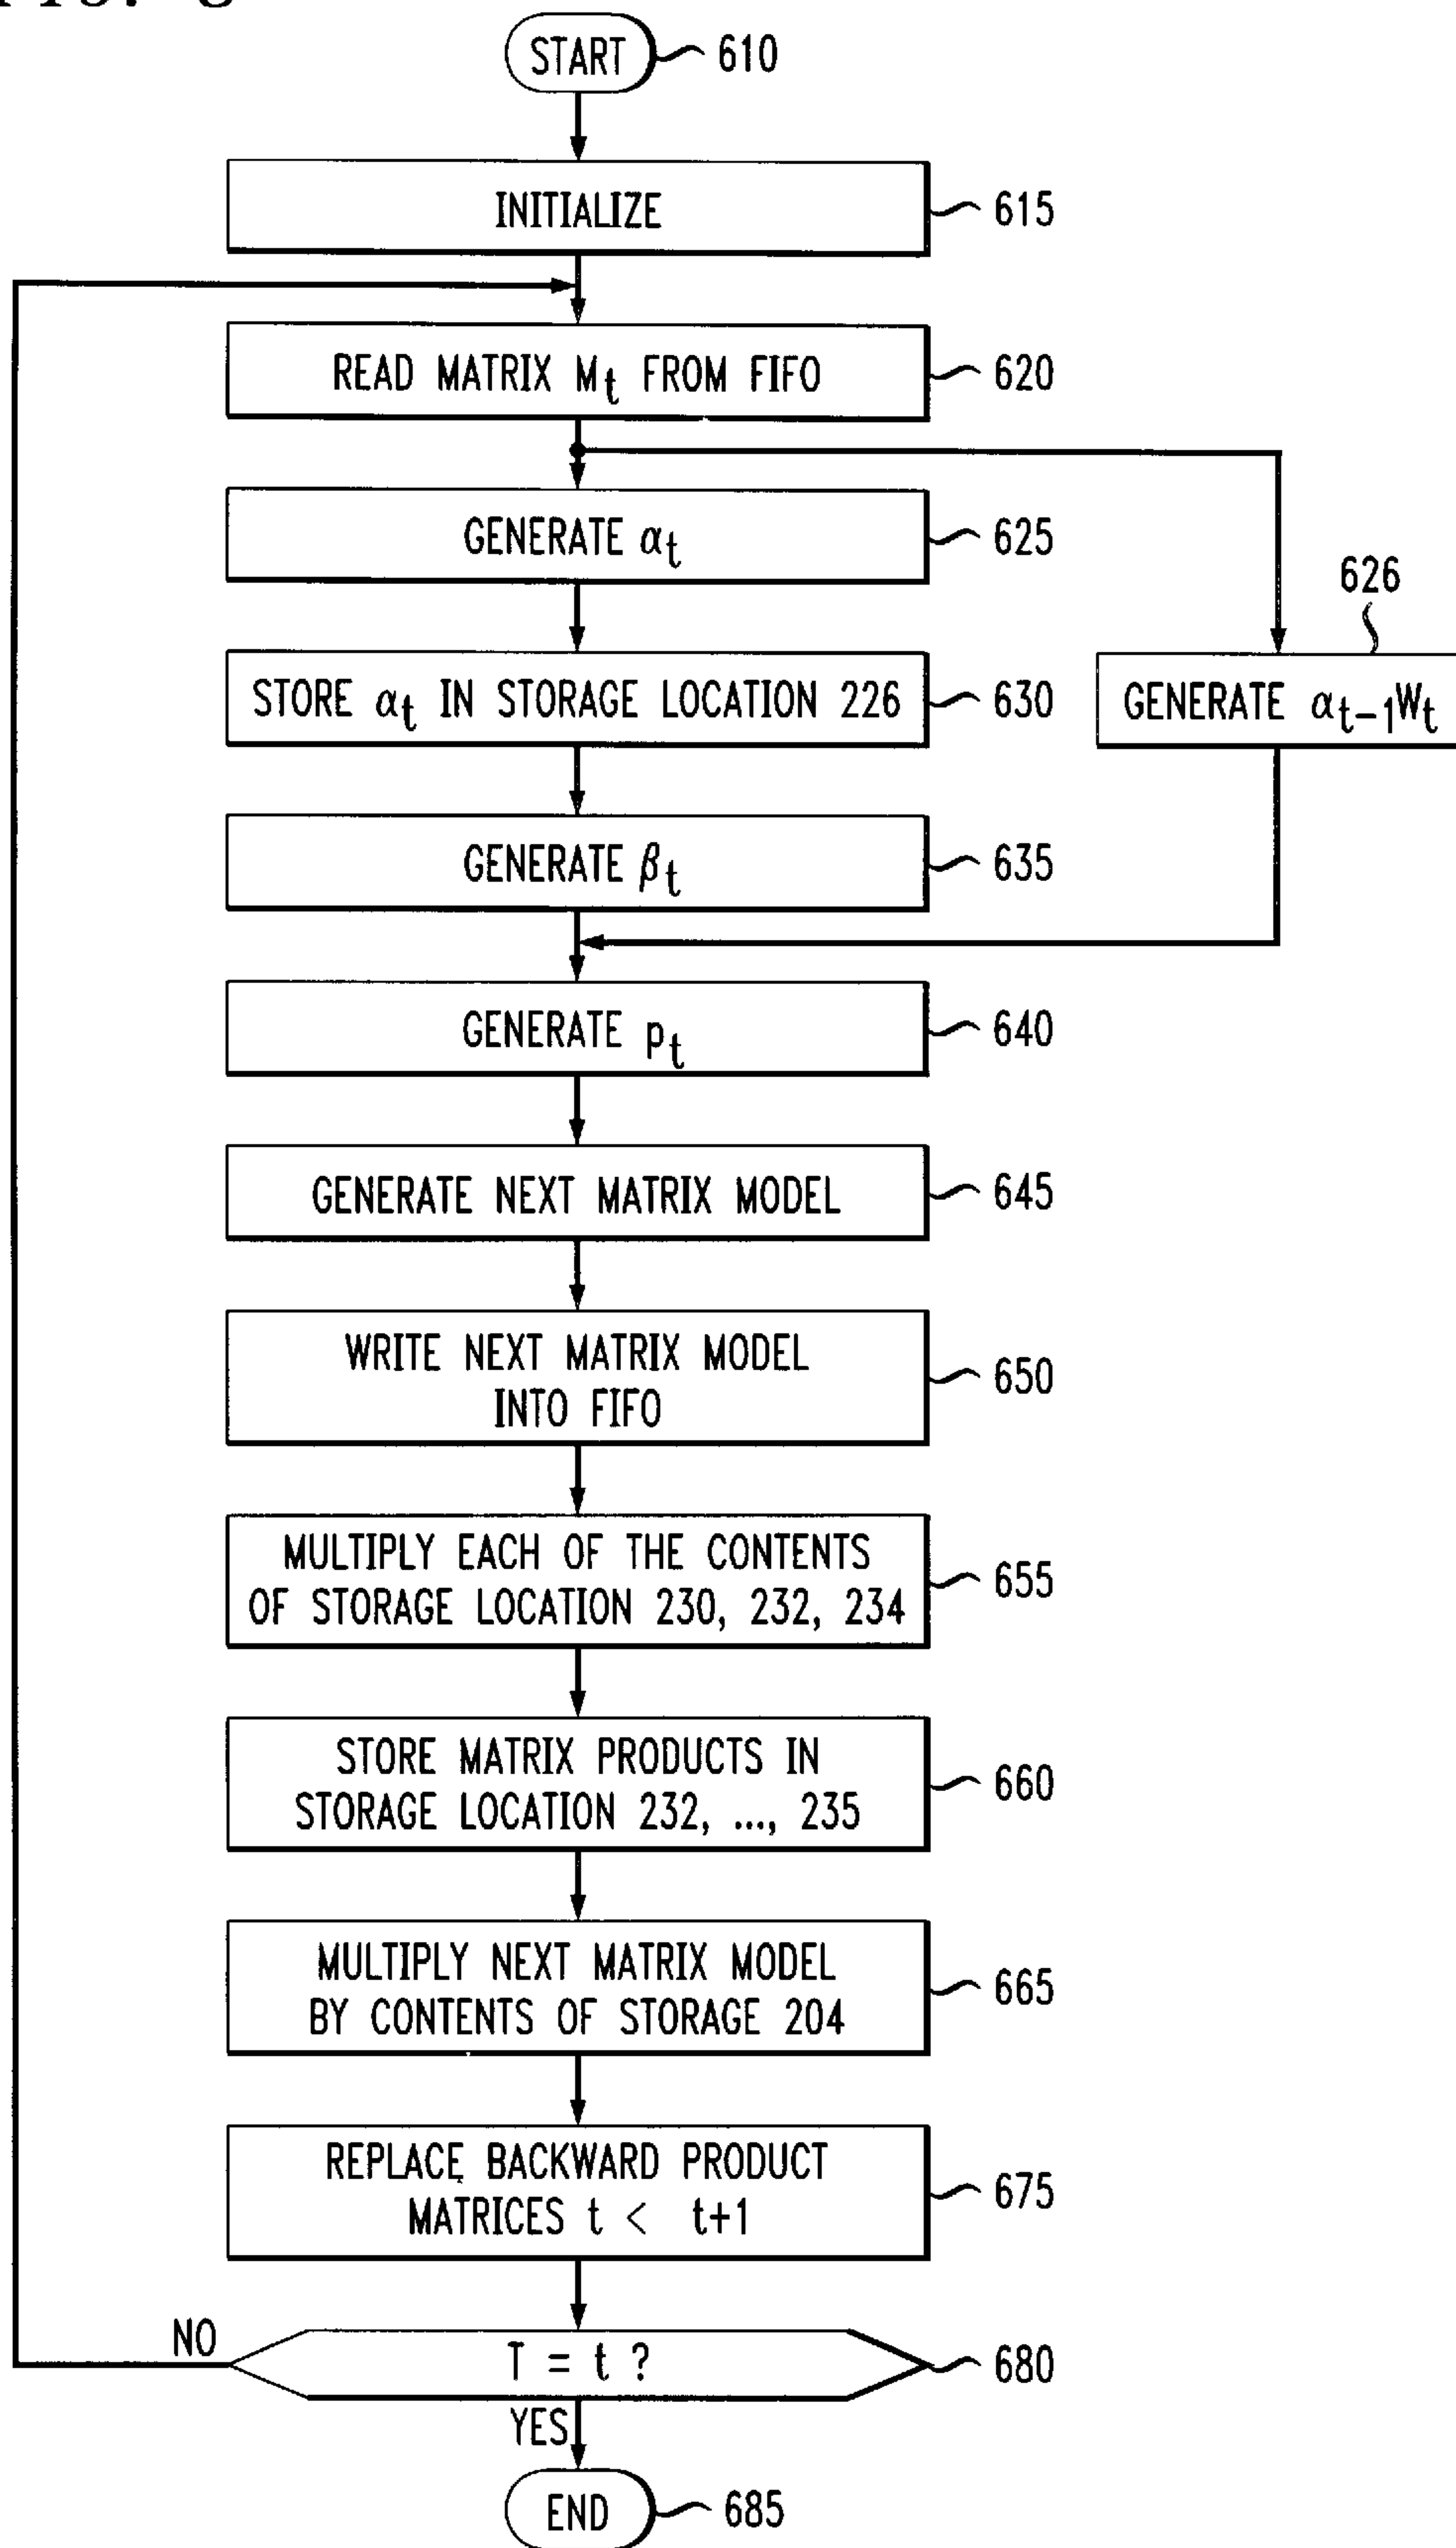 START
610
INITIALIZE
615
READ MATRIX Mt FROM FIFO
620
GENERATE αt
625
626
STORE αt IN STORAGE LOCATION 226
630
GENERATE αt-1Wt
GENERATE βt
635
GENERATE pt
640
GENERATE NEXT MATRIX MODEL
645
WRITE NEXT MATRIX MODEL
INTO FIFO
650
MULTIPLY EACH OF THE CONTENTS
OF STORAGE LOCATION 230, 232, 234
655
STORE MATRIX PRODUCTS IN
STORAGE LOCATION 232, ..., 235
660
MULTIPLY NEXT MATRIX MODEL
BY CONTENTS OF STORAGE 204
665
REPLACE BACKWARD PRODUCT
MATRICES t < t+1
675
NO
T = t ?
680
YES
END
685